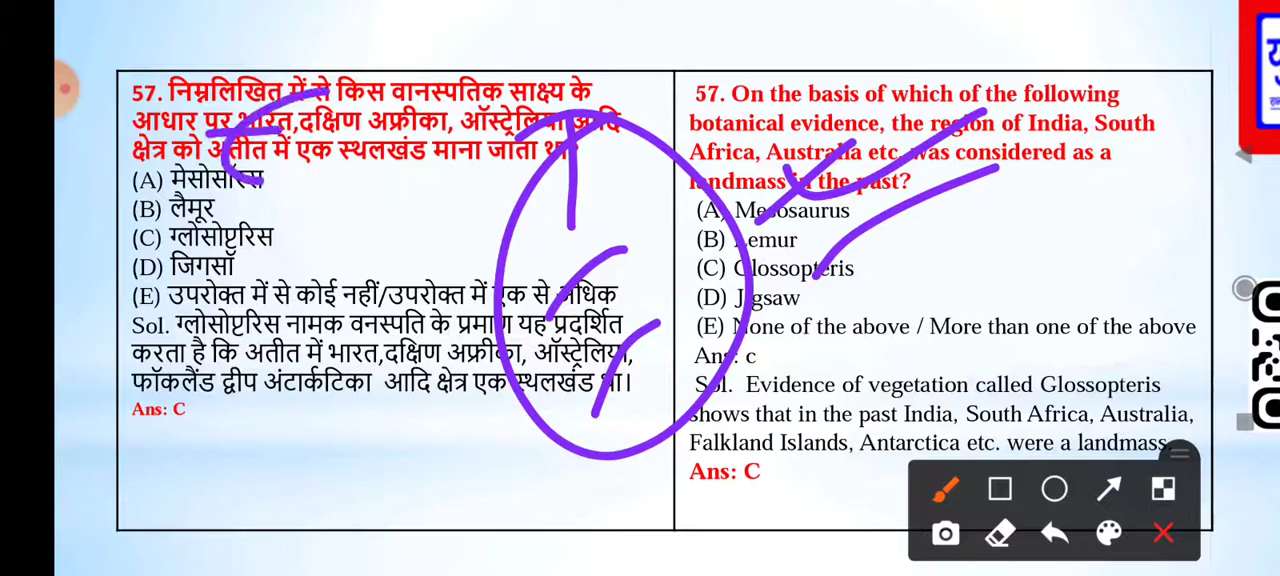 57. निम्नलिखित में से किस वानस्पतिक साक्ष्य के
आधार पर भारत,दक्षिण अफ्रीका, ऑस्ट्रेलिया आदि
क्षेत्र को अतीत में एक स्थलखंड माना जाता था?
(A) मेसोसौरस
(B) लैमूर
(C) ग्लोसोप्टरिस
(D) जिगसॉ
(E) उपरोक्त में से कोई नहीं/उपरोक्त में एक से अधिक
Sol. ग्लोसोप्टरिस नामक वनस्पति के प्रमाण यह प्रदर्शित
करता है कि अतीत में भारत,दक्षिण अफ्रीका, ऑस्ट्रेलिया,
फॉकलैंड द्वीप अंटार्कटिका आदि क्षेत्र एक स्थलखंड था।
Ans: C
57. On the basis of which of the following
botanical evidence, the region of India, South
Africa, Australia etc. was considered as a
landmass in the past?
(A) Mesosaurus
(B) Lemur
(C) Glossopteris
(D) Jigsaw
(E) None of the above / More than one of the above
Ans: c
Sol. Evidence of vegetation called Glossopteris
shows that in the past India, South Africa, Australia,
Falkland Islands, Antarctica etc. were a landmass.
Ans: C